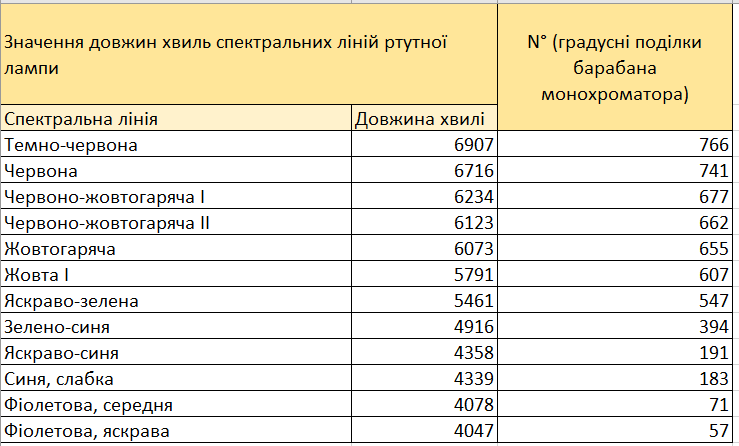 Значення довжин хвиль спектральних ліній ртутної
лампи
N° (градусні поділки
барабана
монохроматора)
Спектральна лінія Довжина хвилі
Темно-червона 6907 766
Червона 6716 741
Червоно-жовтогаряча I 6234 677
Червоно-жовтогаряча II 6123 662
Жовтогаряча 6073 655
Жовта I 5791 607
Яскраво-зелена 5461 547
Зелено-синя 4916 394
Яскраво-синя 4358 191
Синя, слабка 4339 183
Фіолетова, середня 4078 71
Фіолетова, яскрава 4047 57